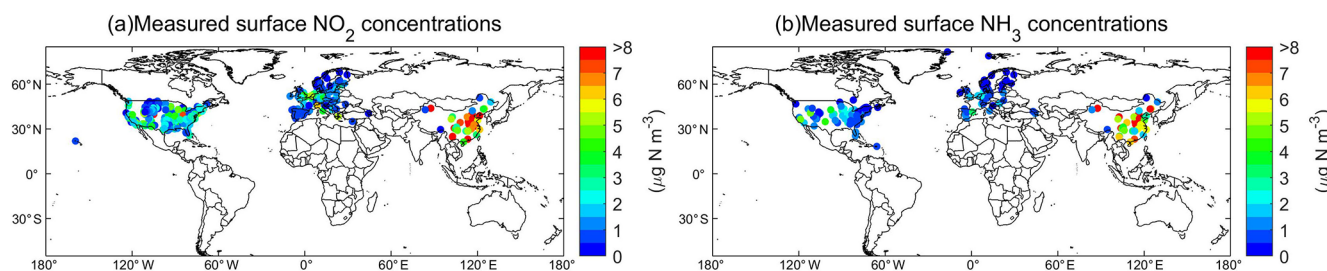 (a)Measured surface NO2 concentrations
60°N
30°N
0°
30°S
180° 120°W 60°W 0° 60°E 120°E 180°
>8
7
6
5
4
3
2
1
0
(μg N m-3)
(b)Measured surface NH3 concentrations
60°N
30°N
0°
30°S
180° 120°W 60°W 0° 60°E 120°E 180°
>8
7
6
5
4
3
2
1
0
(μg N m-3)